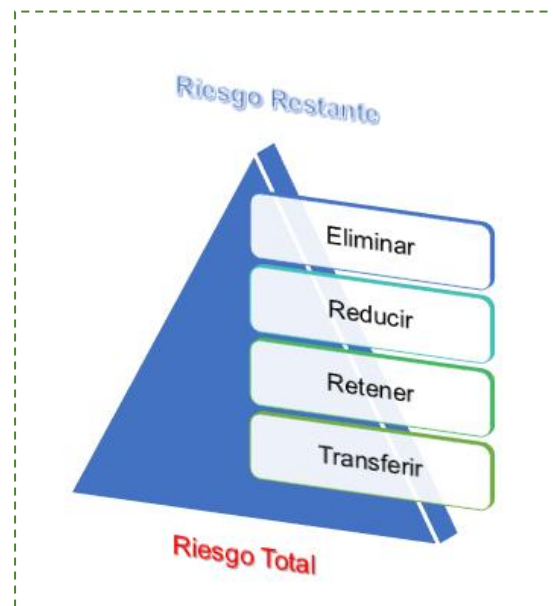 Riesgo Restante
Eliminar
Reducir
Retener
Transferir
Riesgo Total